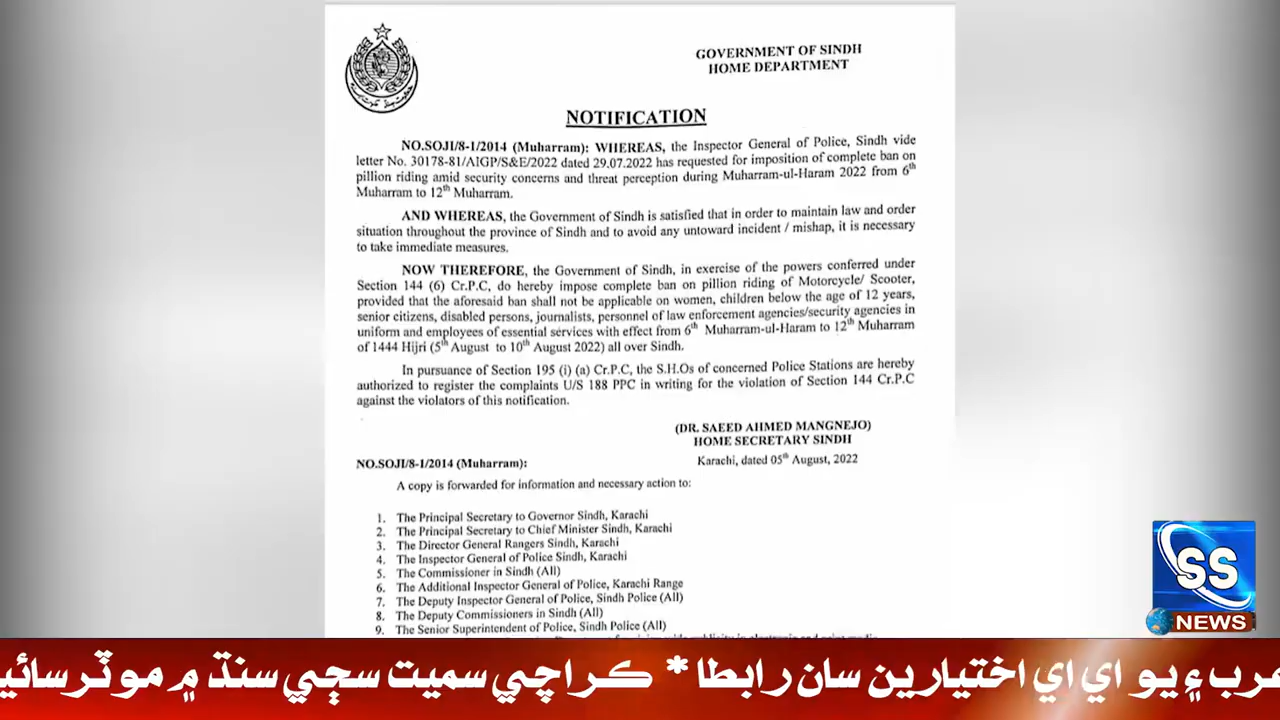 GOVERNMENT OF SINDH
HOME DEPARTMENT
NOTIFICATION
NO.SOJI/8-1/2014 (Muharram): WHEREAS, the Inspector General of Police, Sindh vide
letter No. 30178-81/AIGP/S&E/2022 dated 29.07.2022 has requested for imposition of complete ban on
pillion riding amid security concerns and threat perception during Muharram-ul-Haram 2022 from 6th
Muharram to 12th Muharram.
AND WHEREAS, the Government of Sindh is satisfied that in order to maintain law and order
situation throughout the province of Sindh and to avoid any untoward incident / mishap, it is necessary
to take immediate measures.
NOW THEREFORE, the Government of Sindh, in exercise of the powers conferred under
Section 144 (6) Cr.P.C, do hereby impose complete ban on pillion riding of Motorcycle/ Scooter,
provided that the aforesaid ban shall not be applicable on women, children below the age of 12 years,
senior citizens, disabled persons, journalists, personnel of law enforcement agencies/security agencies in
uniform and employees of essential services with effect from 6th Muharram-ul-Haram to 12th Muharram
of 1444 Hijri (5th August to 10th August 2022) all over Sindh.
In pursuance of Section 195 (i) (a) Cr.P.C, the S.H.Os of concerned Police Stations are hereby
authorized to register the complaints U/S 188 PPC in writing for the violation of Section 144 Cr.P.C
against the violators of this notification.
(DR. SAEED AHMED MANGNEJO)
HOME SECRETARY SINDH
Karachi, dated 05th August, 2022
NO.SOJI/8-1/2014 (Muharram):
A copy is forwarded for information and necessary action to:
1. The Principal Secretary to Governor Sindh, Karachi
2. The Principal Secretary to Chief Minister Sindh, Karachi
3. The Director General Rangers Sindh, Karachi
4. The Inspector General of Police Sindh, Karachi
5. The Commissioner in Sindh (All)
6. The Additional Inspector General of Police, Karachi Range
7. The Deputy Inspector General of Police, Sindh Police (All)
8. The Deputy Commissioners in Sindh (All)
9. The Senior Superintendent of Police, Sindh Police (All)
SS
NEWS
عرب ۽ يو اي اي اختيارين سان رابطا * ڪراچي سميت سڄي سنڌ ۾ موٽرسائي